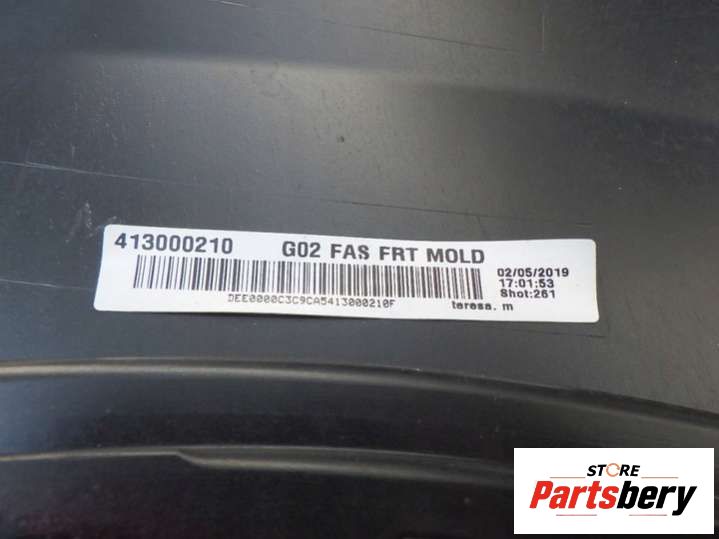 413000210 G02 FAS FRT MOLD
02/05/2019
17:01:53
Shot:261
DEE0000C3C9CA5413000210F teresa. m
STORE
Partsbery